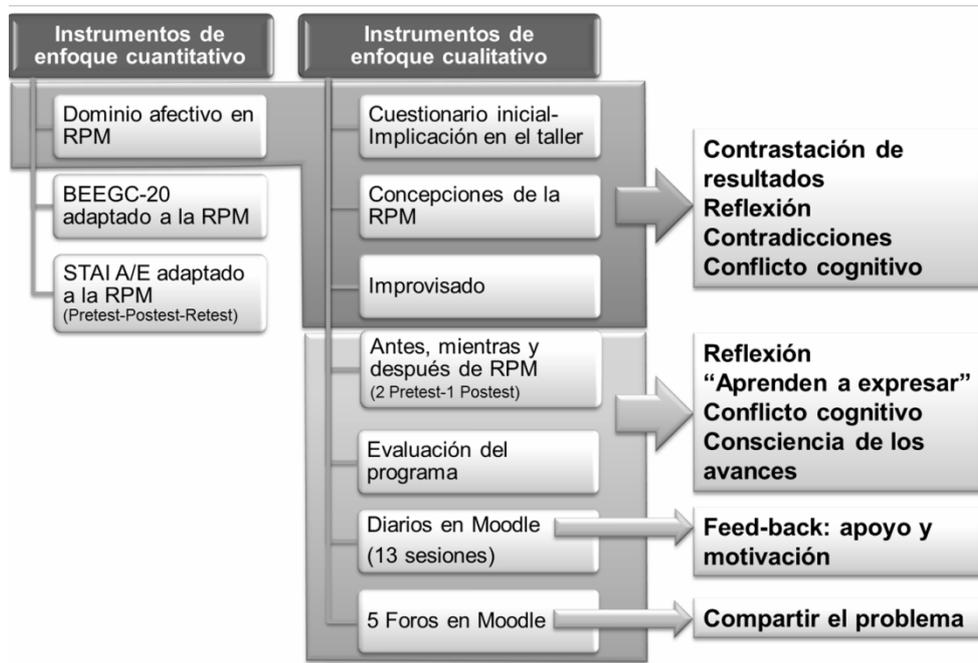 Instrumentos de
enfoque cuantitativo
Dominio afectivo en
RPM
BEEGC-20
adaptado a la RPM
STAI A/E adaptado
a la RPM
(Pretest-Postest-Retest)
Instrumentos de
enfoque cualitativo
Cuestionario inicial-
Implicación en el taller
Concepciones de la
RPM
Improvisado
Antes, mientras y
después de RPM
(2 Pretest-1 Postest)
Evaluación del
programa
Diarios en Moodle
(13 sesiones)
5 Foros en Moodle
Contrastación de
resultados
Reflexión
Contradicciones
Conflicto cognitivo
Reflexión
“Aprenden a expresar”
Conflicto cognitivo
Consciencia de los
avances
Feed-back: apoyo y
motivación
Compartir el problema